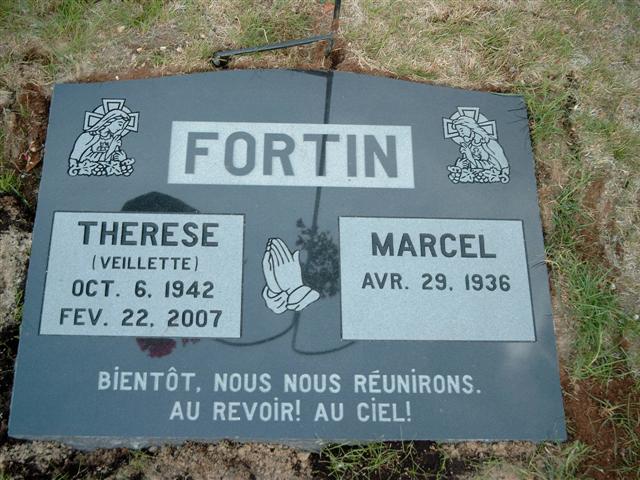 FORTIN
THERESE
(VEILLETTE)
OCT. 6, 1942
FEV. 22, 2007
MARCEL
AVR. 29, 1936
BIENTÔT, NOUS NOUS RÉUNIRONS.
AU REVOIR! AU CIEL!